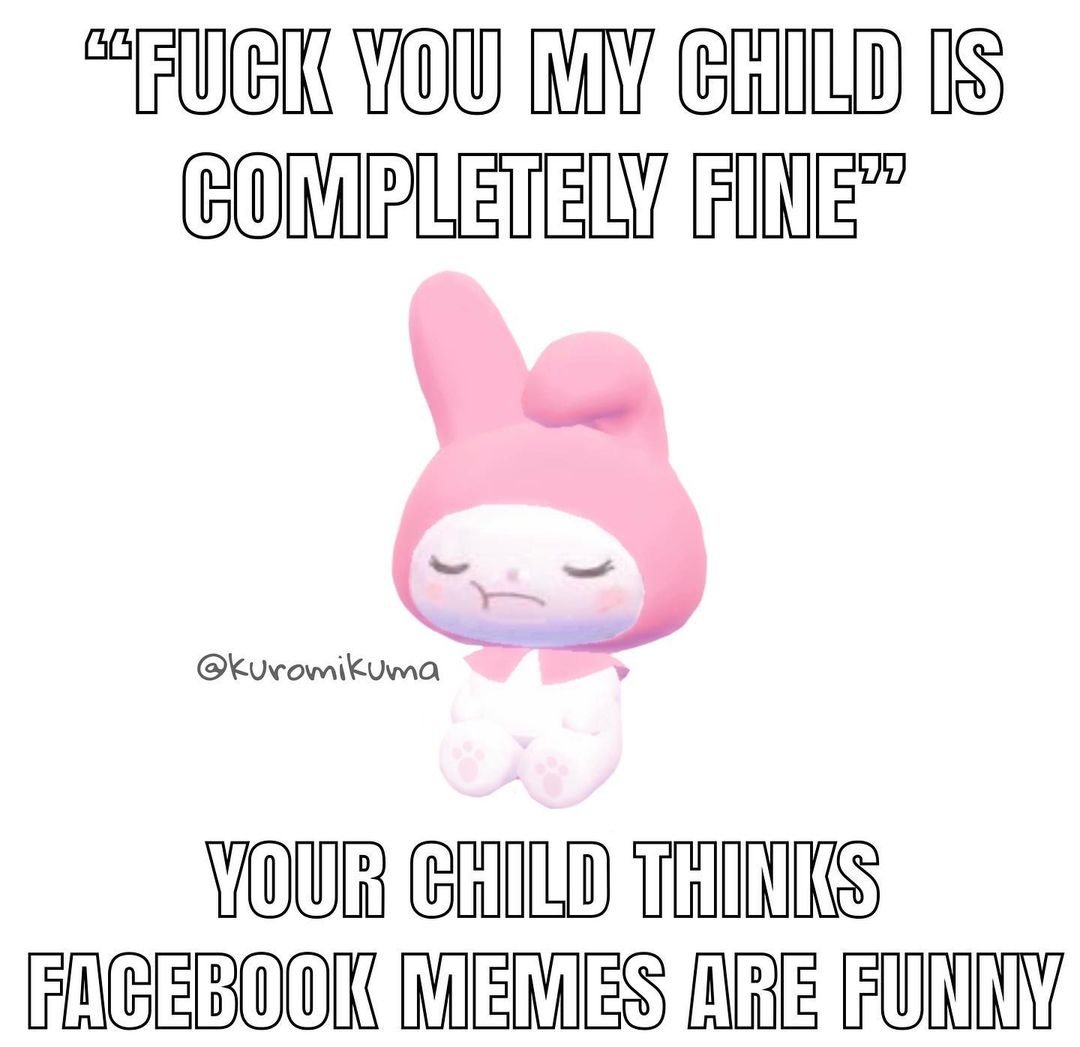 “FUCK YOU MY CHILD IS
COMPLETELY FINE”
@kuromikuma
YOUR CHILD THINKS
FACEBOOK MEMES ARE FUNNY